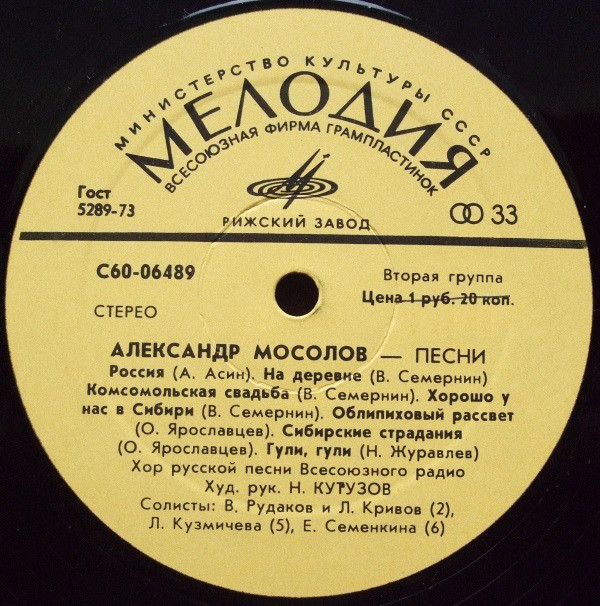 МИНИСТЕРСТВО КУЛЬТУРЫ СССР
МЕЛОДИЯ
ВСЕСОЮЗНАЯ ФИРМА ГРАМПЛАСТИНОК
Гост
5289-73
РИЖСКИЙ ЗАВОД
33
С60-06489
Вторая группа
Цена 1 руб. 20 коп.
СТЕРЕО
АЛЕКСАНДР МОСОЛОВ — ПЕСНИ
Россия (А. Асин). На деревне (В. Семернин)
Комсомольская свадьба (В. Семернин). Хорошо у
нас в Сибири (В. Семернин). Облипиховый рассвет
(О. Ярославцев). Сибирские страдания
(О. Ярославцев). Гули, гули (Н. Журавлев)
Хор русской песни Всесоюзного радио
Худ. рук. Н. КУТУЗОВ
Солисты: В. Рудаков и Л. Кривов (2),
Л. Кузмичева (5), Е. Семенкина (6)